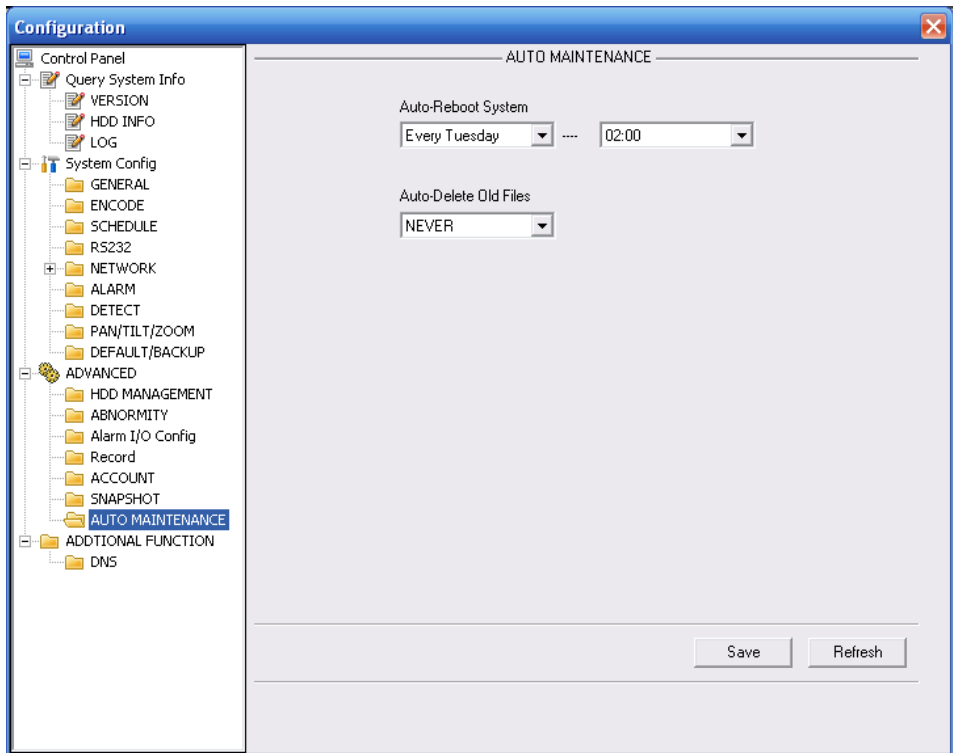 Configuration
Control Panel
Query System Info
VERSION
HDD INFO
LOG
System Config
GENERAL
ENCODE
SCHEDULE
RS232
NETWORK
ALARM
DETECT
PAN/TILT/ZOOM
DEFAULT/BACKUP
ADVANCED
HDD MANAGEMENT
ABNORMITY
Alarm I/O Config
Record
ACCOUNT
SNAPSHOT
AUTO MAINTENANCE
ADDTIONAL FUNCTION
DNS
AUTO MAINTENANCE
Auto-Reboot System
Every Tuesday ---- 02:00
Auto-Delete Old Files
NEVER
Save Refresh